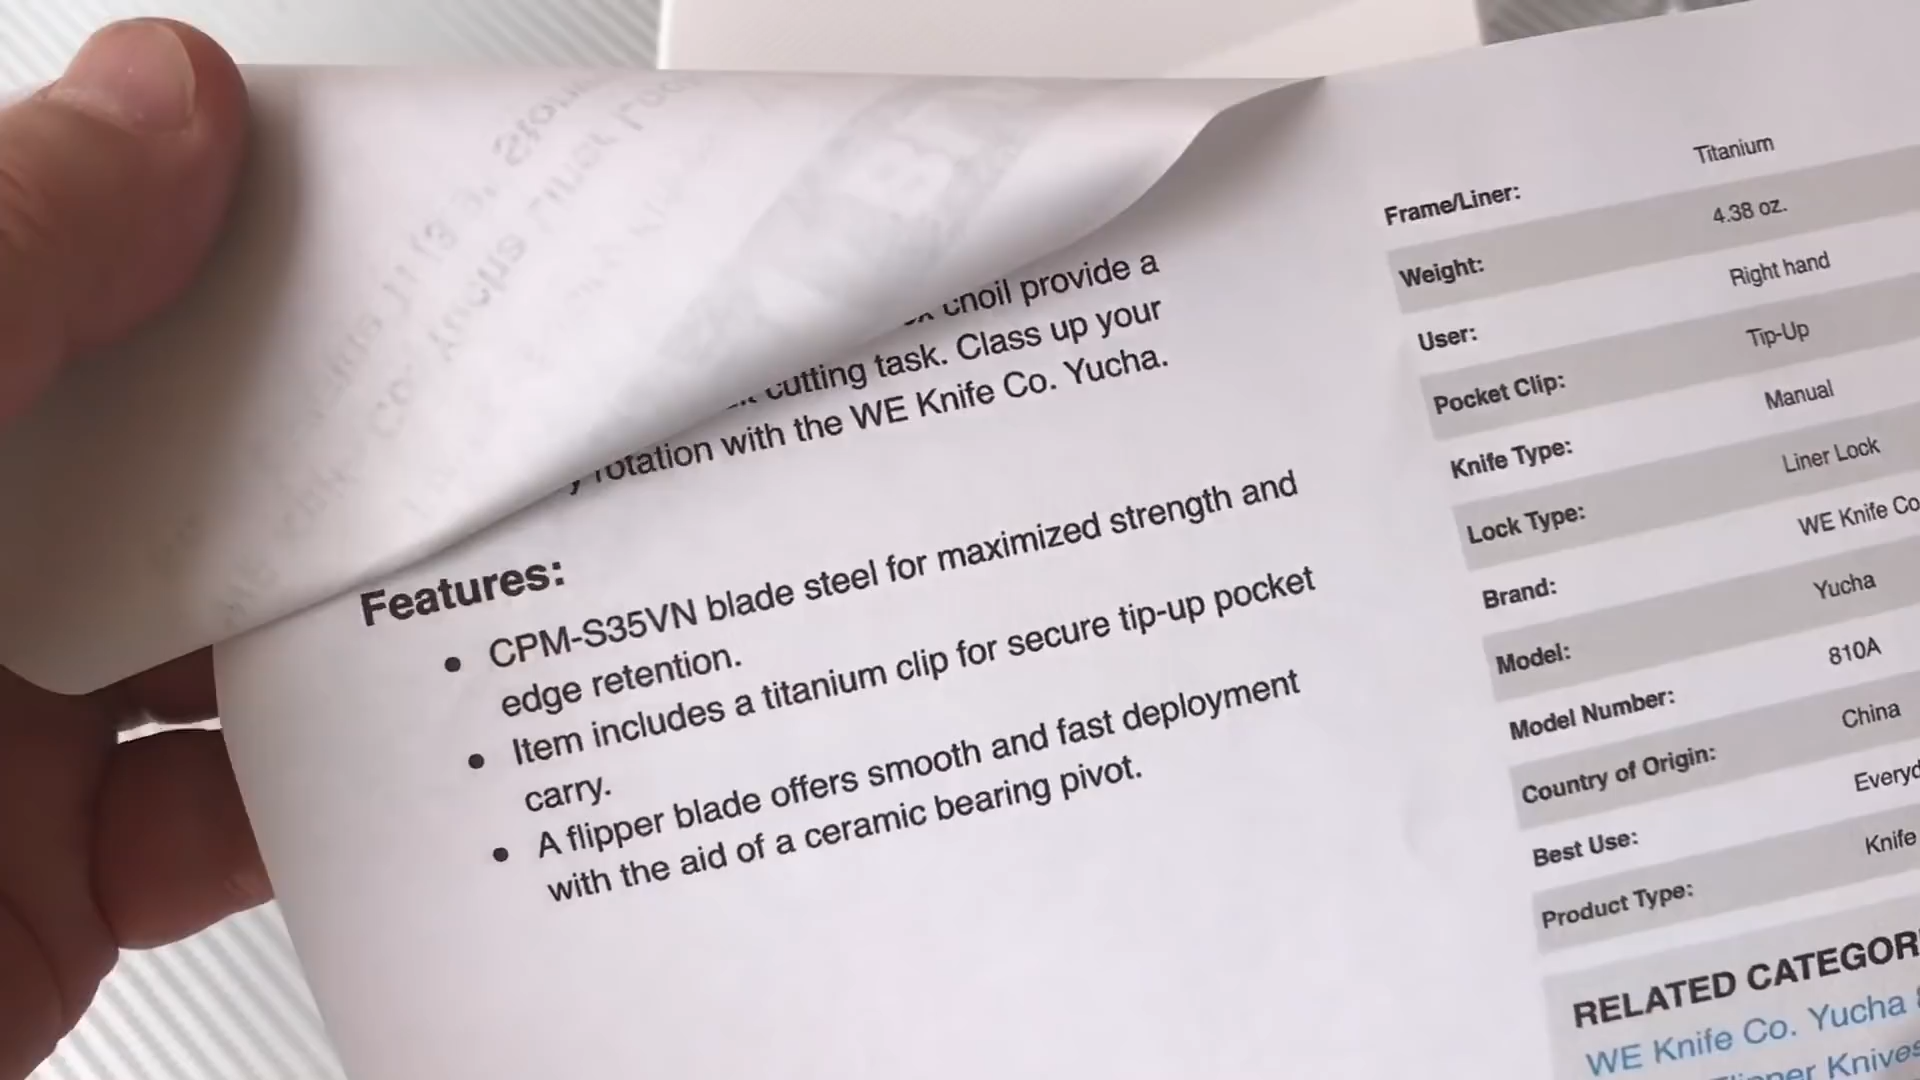 provide a
cutting task. Class up your
rotation with the WE Knife Co. Yucha.
Features:
• CPM-S35VN blade steel for maximized strength and
edge retention.
• Item includes a titanium clip for secure tip-up pocket
carry.
• A flipper blade offers smooth and fast deployment
with the aid of a ceramic bearing pivot.
Frame/Liner: Titanium
Weight: 4.38 oz.
User: Right hand
Pocket Clip: Tip-Up
Knife Type: Manual
Lock Type: Liner Lock
Brand: WE Knife Co
Model: Yucha
Model Number: 810A
Country of Origin: China
Best Use: Everyd
Product Type: Knife
RELATED CATEGOR
WE Knife Co. Yucha
Knives